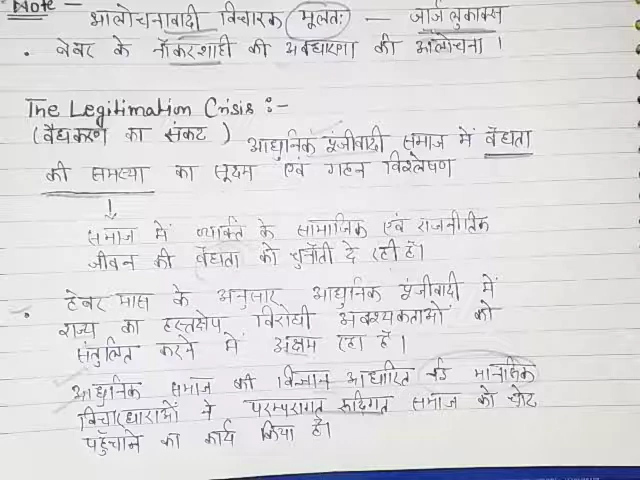 Note -
आलोचनावादी विचारक मूलतः - जार्ज लुकाक्स
• वेबर के नौकरशाही की अवधारणा की आलोचना।
The Legitimation Crisis :-
(वैधकरण का संकट) आधुनिक पूंजीवादी समाज में वैधता
की समस्या का सूक्ष्म एवं गहन विश्लेषण
↓
समाज में व्यक्ति के सामाजिक एवं राजनीतिक
जीवन की वैधता को चुनौती दे रही है।
• हेबर मास के अनुसार आधुनिक पूंजीवादी में
राज्य का हस्तक्षेप विरोधी अवश्यकताओं को
संतुलित करने में अक्षम रहा है।
आधुनिक समाज की विज्ञान आधारित नई मानसिक
विचारधाराओं ने परम्परागत रूढ़िगत समाज को चोट
पहुँचाने का कार्य किया है।